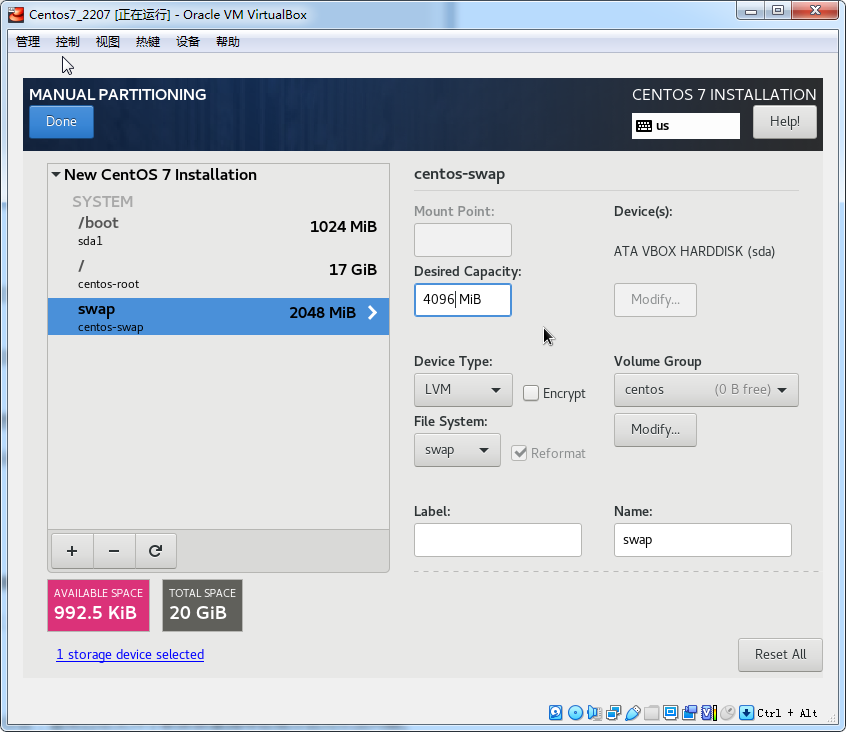 Centos7_2207 [正在运行] - Oracle VM VirtualBox
管理 控制 视图 热键 设备 帮助
MANUAL PARTITIONING
CENTOS 7 INSTALLATION
Done
us
Help!
New CentOS 7 Installation
SYSTEM
/boot
1024 MiB
sda1
/
17 GiB
centos-root
swap
2048 MiB
centos-swap
centos-swap
Mount Point:
Device(s):
ATA VBOX HARDDISK (sda)
Desired Capacity:
4096 MiB
Modify...
Device Type:
Volume Group
LVM
Encrypt
centos (0 B free)
File System:
Modify...
swap
Reformat
Label:
Name:
swap
+ −
AVAILABLE SPACE
992.5 KiB
TOTAL SPACE
20 GiB
1 storage device selected
Reset All
Ctrl + Alt